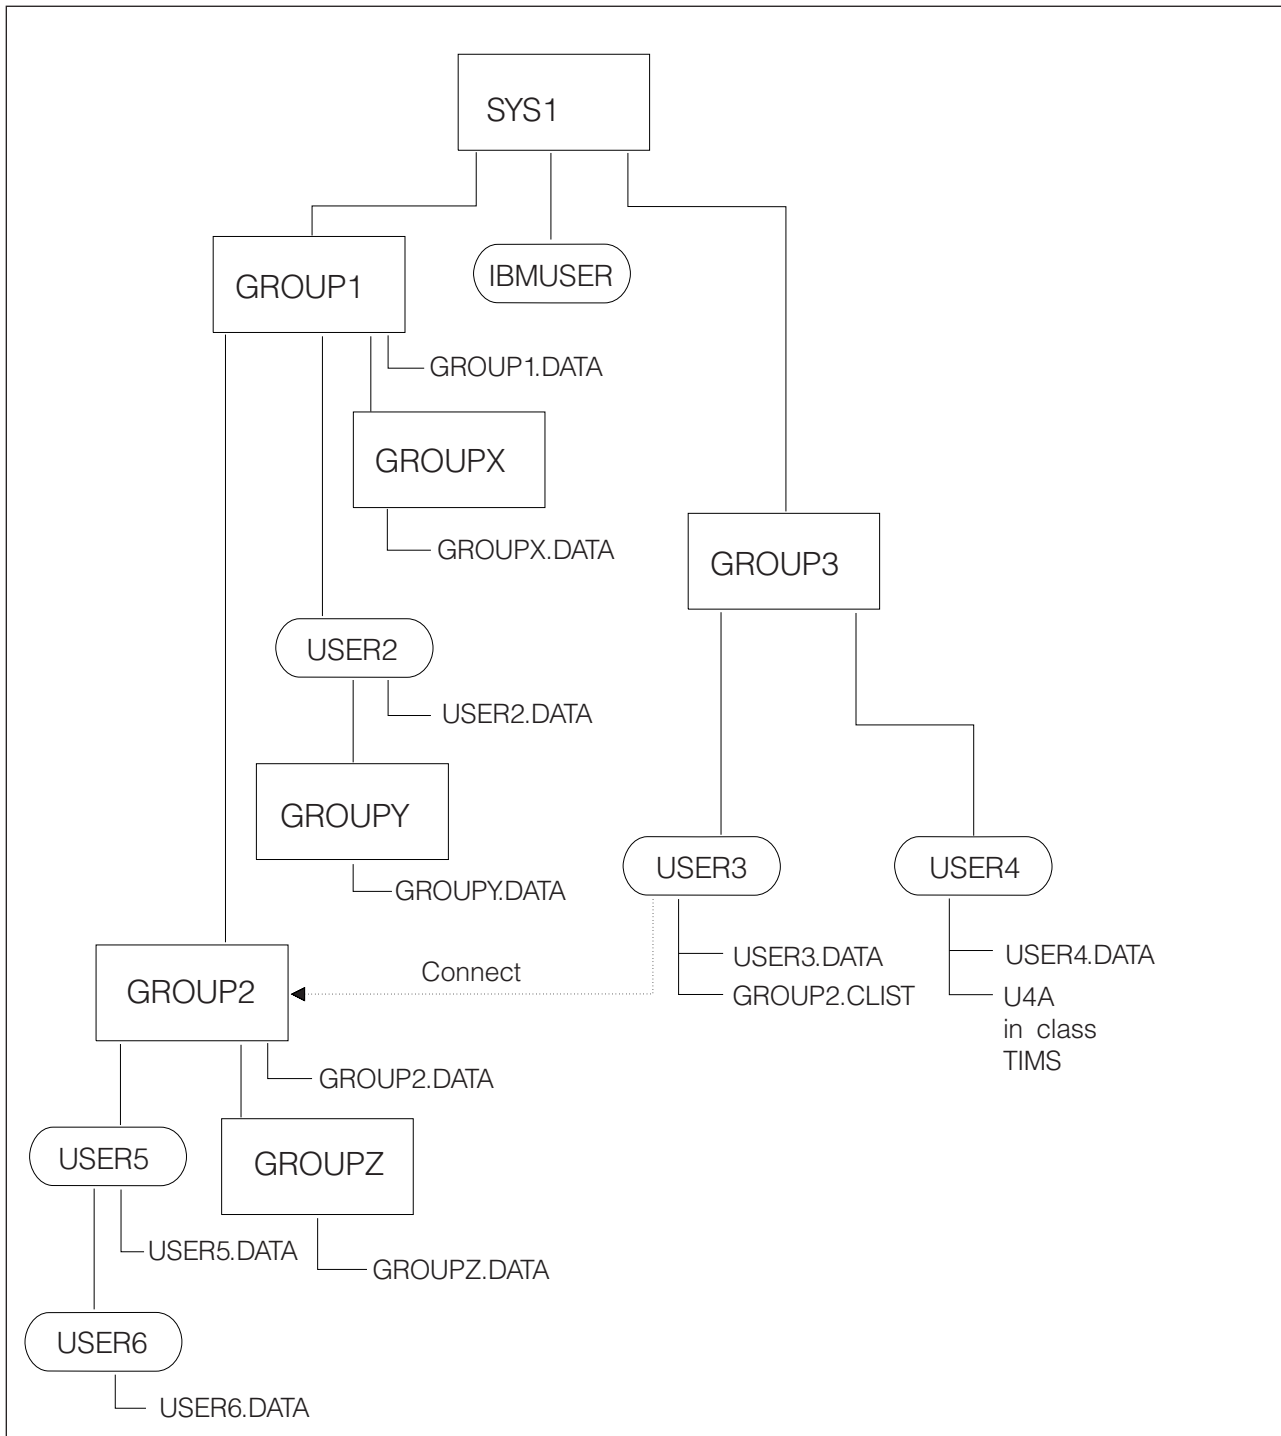 SYS1
GROUP1
IBMUSER
GROUP1.DATA
GROUPX
GROUPX.DATA
GROUP3
USER2
USER2.DATA
GROUPY
GROUPY.DATA
USER3
USER4
USER3.DATA
GROUP2.CLIST
USER4.DATA
U4A
in class
TIMS
Connect
GROUP2
GROUP2.DATA
USER5
GROUPZ
USER5.DATA
GROUPZ.DATA
USER6
USER6.DATA